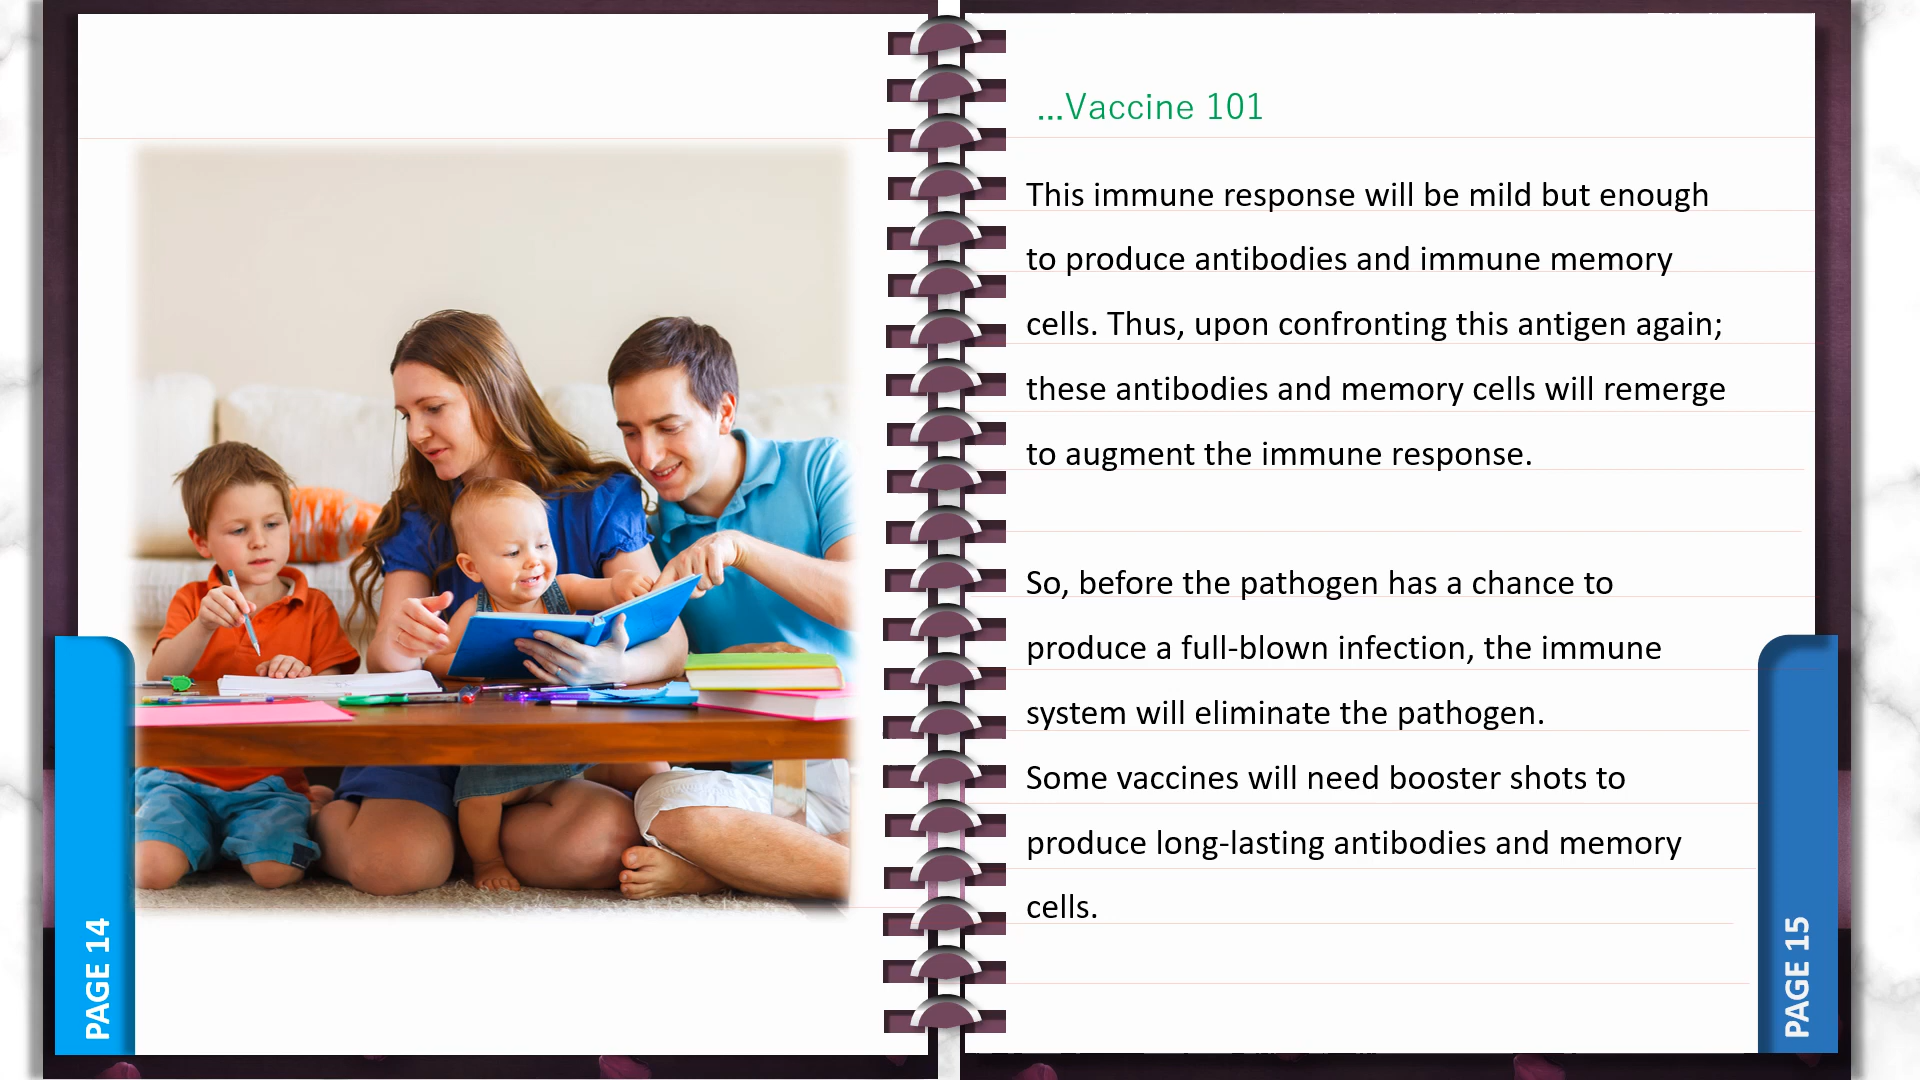 ...Vaccine 101
This immune response will be mild but enough
to produce antibodies and immune memory
cells. Thus, upon confronting this antigen again;
these antibodies and memory cells will remerge
to augment the immune response.
So, before the pathogen has a chance to
produce a full-blown infection, the immune
system will eliminate the pathogen.
Some vaccines will need booster shots to
produce long-lasting antibodies and memory
cells.
PAGE 14
PAGE 15